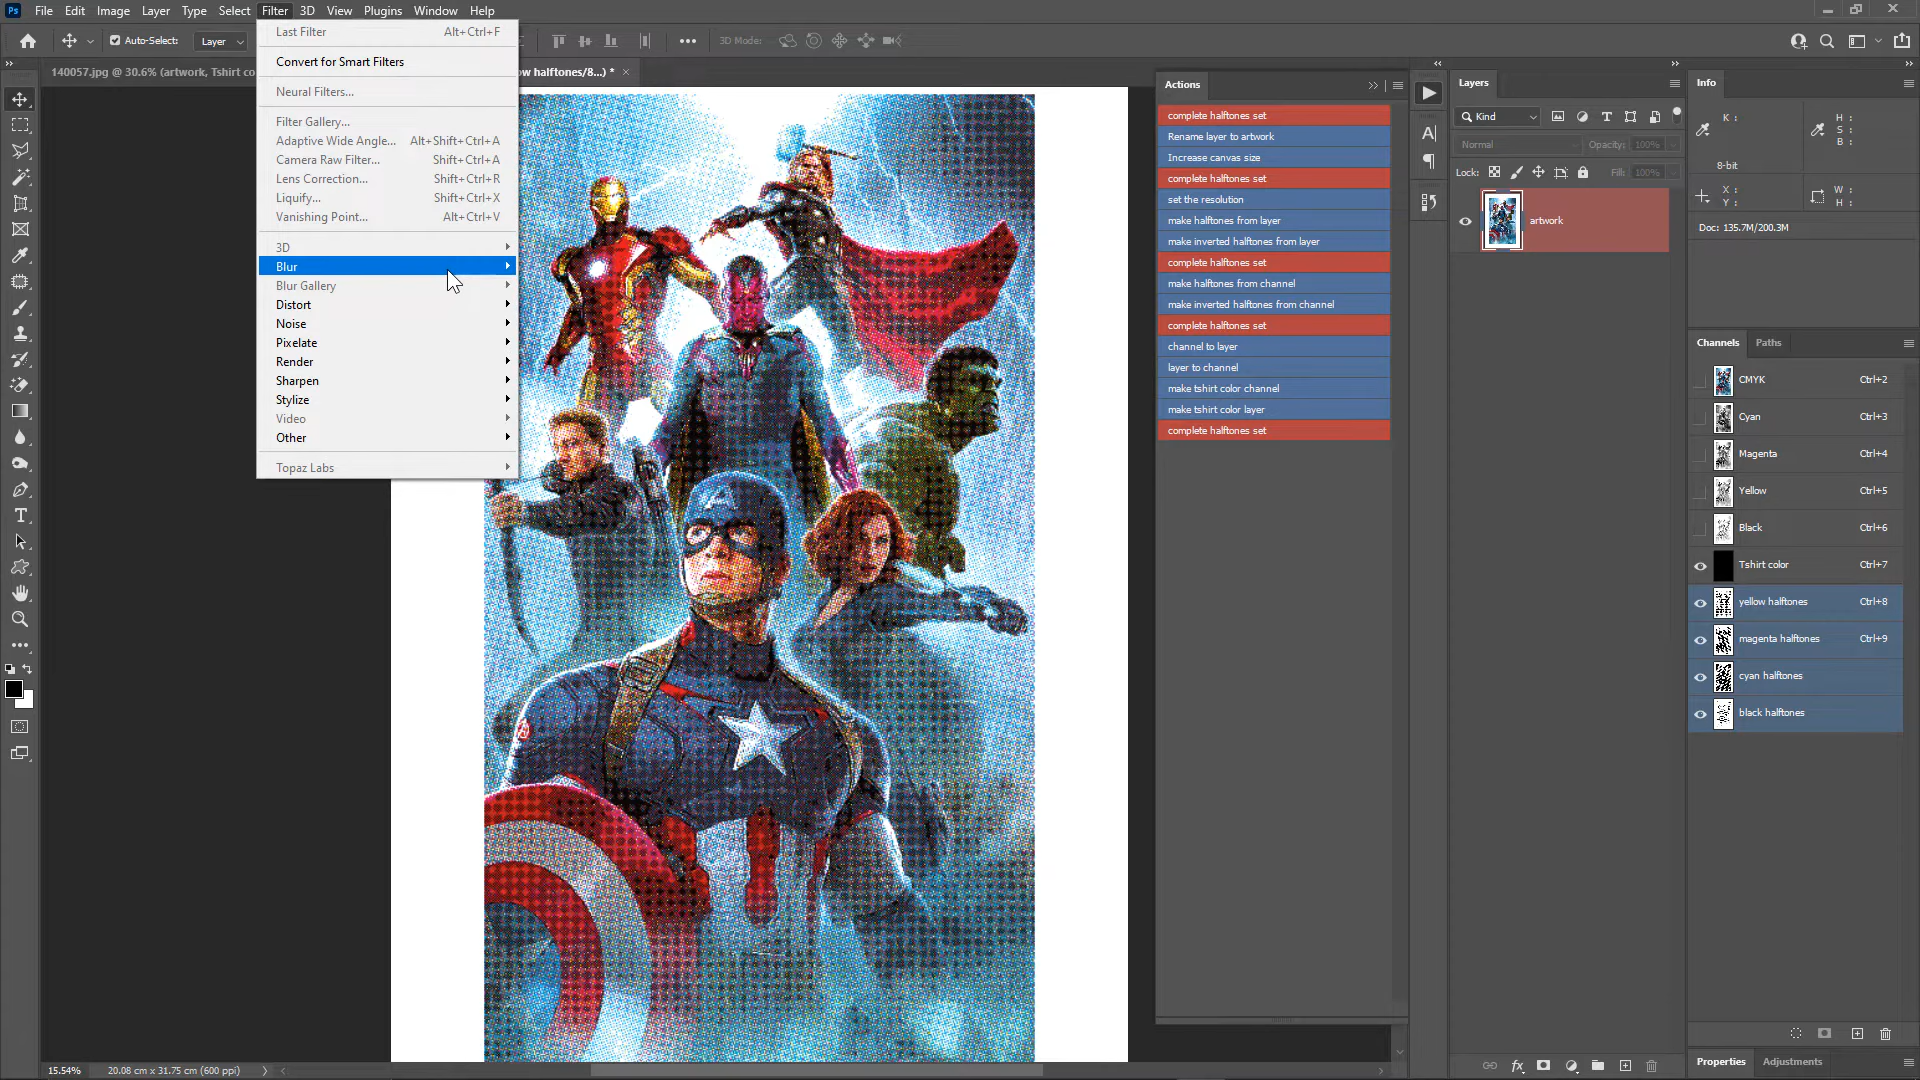 Ps File Edit Image Layer Type Select Filter 3D View Plugins Window Help
Auto-Select: Layer 3D Mode:
140057.jpg @ 30.6% (artwork, Tshirt co
ow halftones/8...) * ×
Last Filter Alt+Ctrl+F
Convert for Smart Filters
Neural Filters...
Filter Gallery...
Adaptive Wide Angle... Alt+Shift+Ctrl+A
Camera Raw Filter... Shift+Ctrl+A
Lens Correction... Shift+Ctrl+R
Liquify... Shift+Ctrl+X
Vanishing Point... Alt+Ctrl+V
3D
Blur
Blur Gallery
Distort
Noise
Pixelate
Render
Sharpen
Stylize
Video
Other
Topaz Labs
Actions
complete halftones set
Rename layer to artwork
Increase canvas size
complete halftones set
set the resolution
make halftones from layer
make inverted halftones from layer
complete halftones set
make halftones from channel
make inverted halftones from channel
complete halftones set
channel to layer
layer to channel
make tshirt color channel
make tshirt color layer
complete halftones set
Layers
Kind
Normal Opacity: 100%
Lock: Fill: 100%
artwork
Info
K : H :
S :
B :
8-bit
X : W :
Y : H :
Doc: 135.7M/200.3M
Channels Paths
CMYK Ctrl+2
Cyan Ctrl+3
Magenta Ctrl+4
Yellow Ctrl+5
Black Ctrl+6
Tshirt color Ctrl+7
yellow halftones Ctrl+8
magenta halftones Ctrl+9
cyan halftones
black halftones
Properties Adjustments
15.54% 20.08 cm x 31.75 cm (600 ppi)